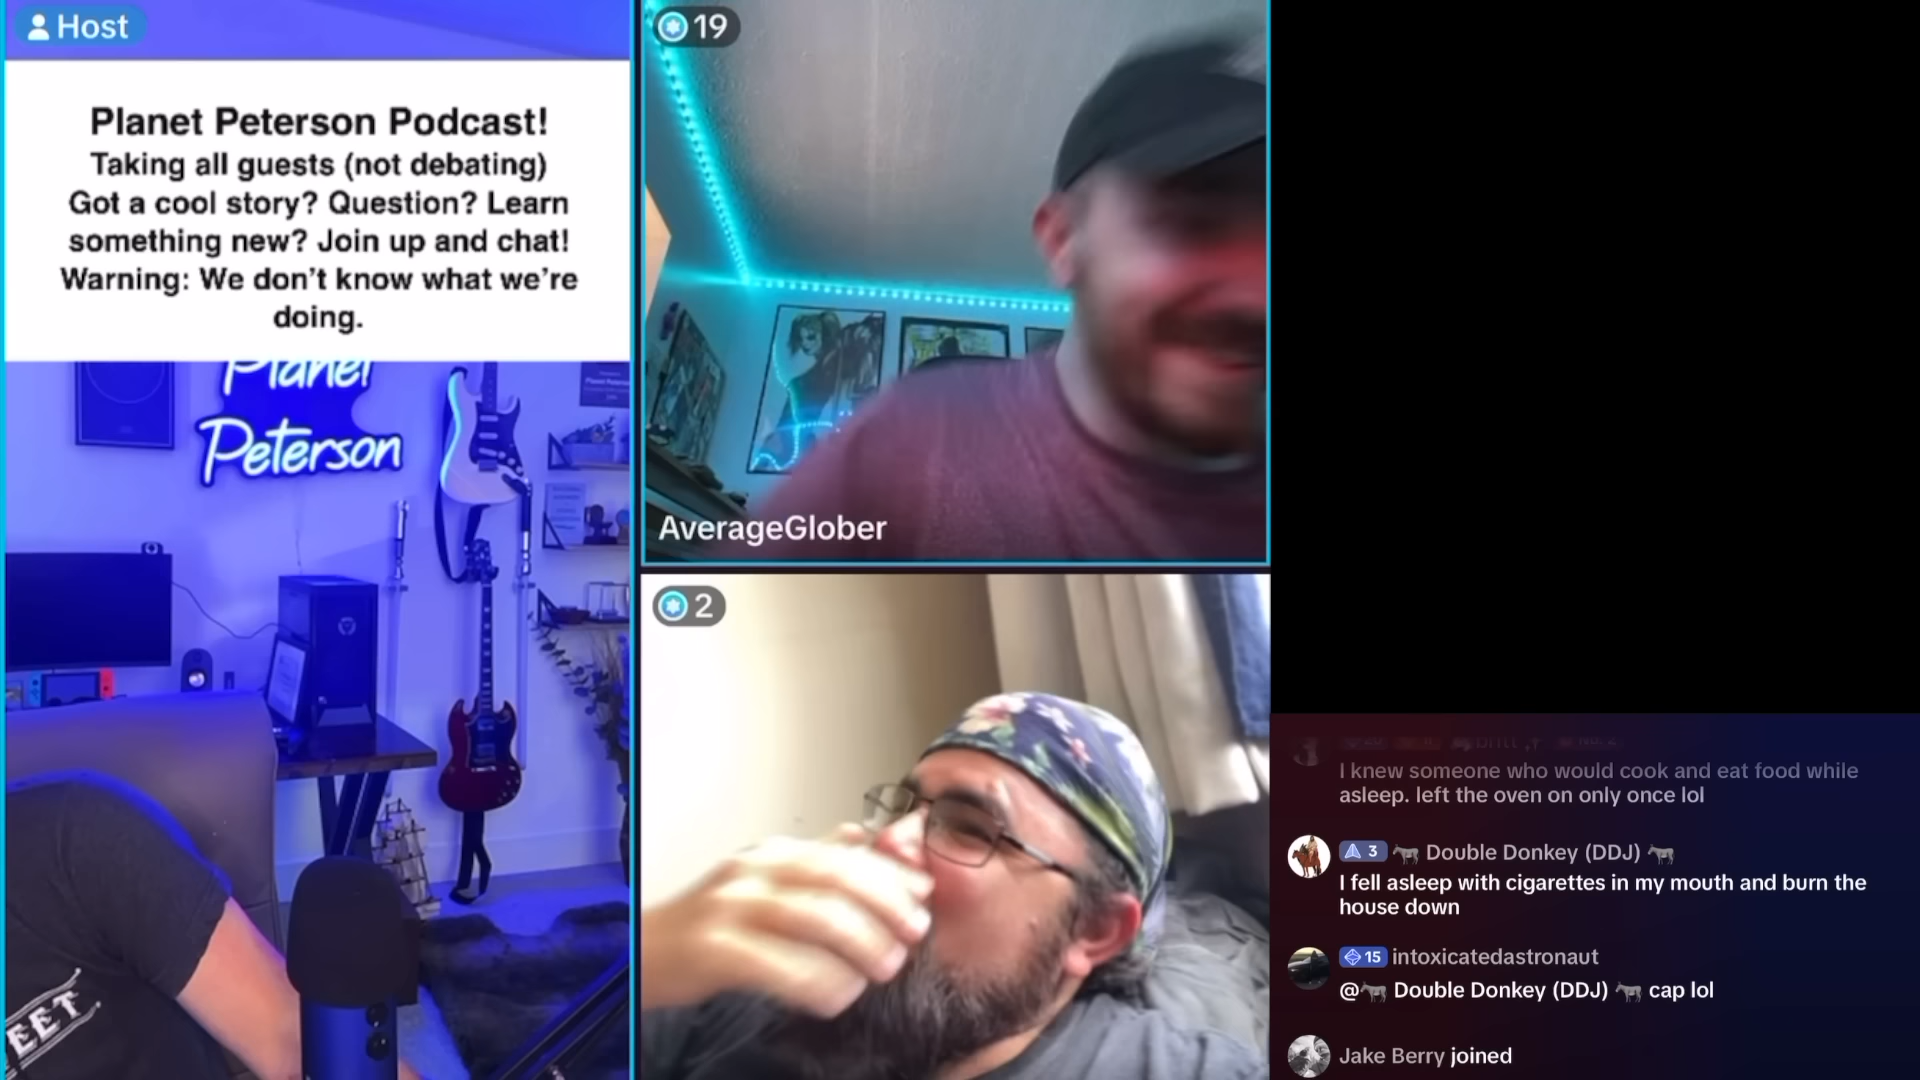 Host
Planet Peterson Podcast!
Taking all guests (not debating)
Got a cool story? Question? Learn
something new? Join up and chat!
Warning: We don't know what we're
doing.
Planet
Peterson
EET
19
AverageGlober
2
I knew someone who would cook and eat food while
asleep. left the oven on only once lol
3 Double Donkey (DDJ)
I fell asleep with cigarettes in my mouth and burn the
house down
15 intoxicatedastronaut
@ Double Donkey (DDJ) cap lol
Jake Berry joined